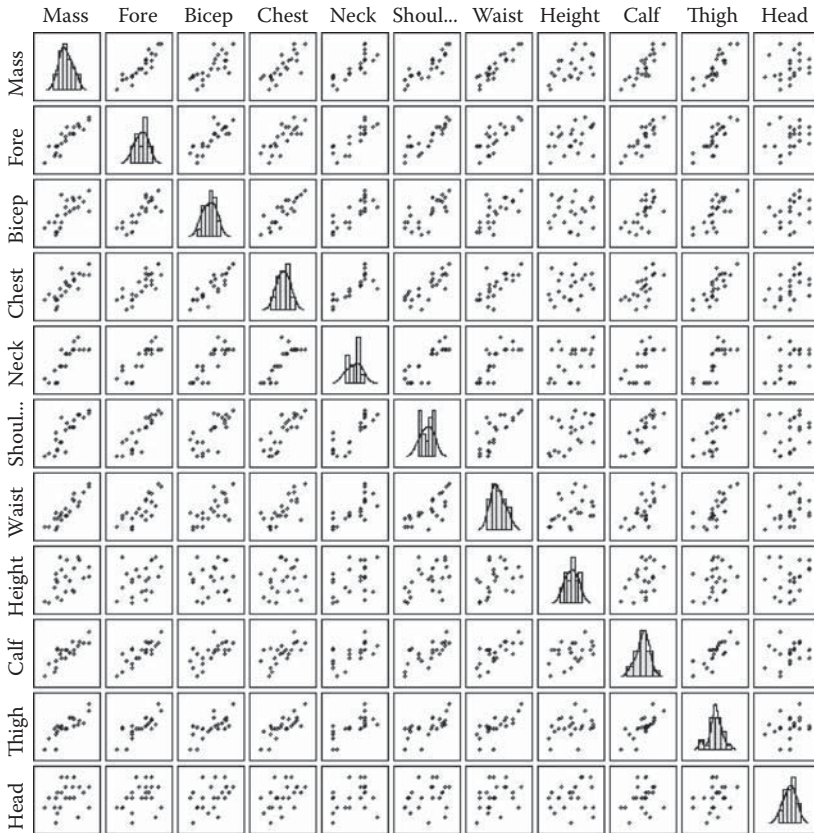 Mass Fore Bicep Chest Neck Shoul... Waist Height Calf Thigh Head
Mass
Fore
Bicep
Chest
Neck
Shoul...
Waist
Height
Calf
Thigh
Head